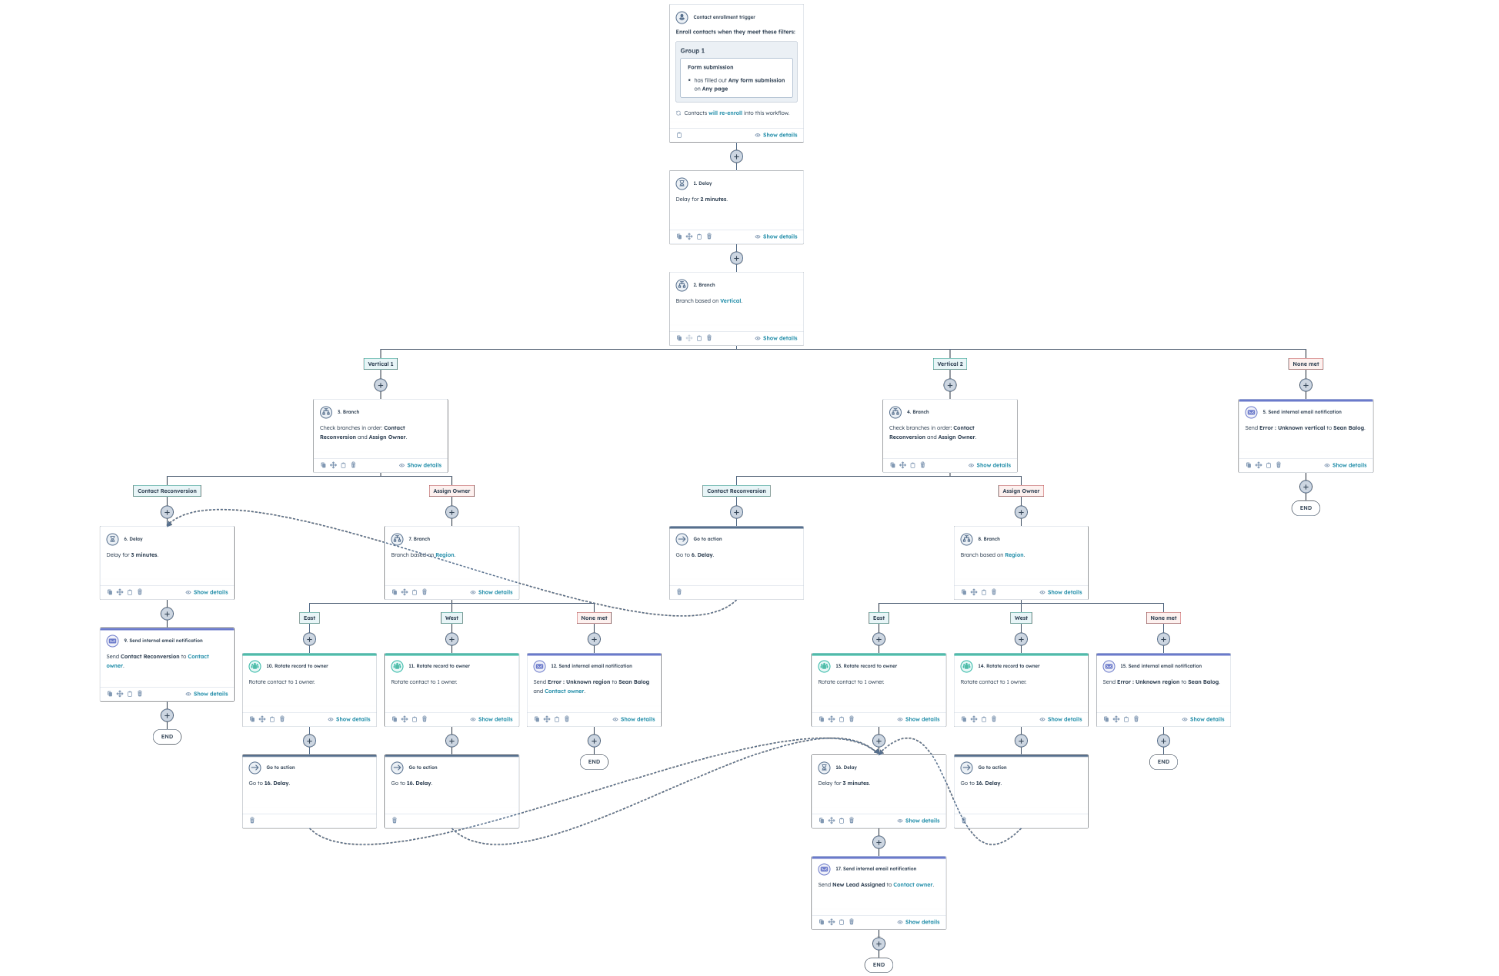 Contact enrollment trigger
Enroll contacts when they meet these filters:
Group 1
Form submission
• has filled out Any form submission
on Any page
Contacts will re-enroll into this workflow.
Show details
1. Delay
Delay for 2 minutes.
Show details
2. Branch
Branch based on Vertical.
Show details
Vertical 1
Vertical 2
None met
3. Branch
Check branches in order: Contact
Reconversion and Assign Owner.
Show details
4. Branch
Check branches in order: Contact
Reconversion and Assign Owner.
Show details
5. Send internal email notification
Send Error : Unknown vertical to Sean Balog.
Show details
END
Contact Reconversion
Assign Owner
Contact Reconversion
Assign Owner
6. Delay
Delay for 3 minutes.
Show details
7. Branch
Branch based on Region.
Show details
Go to action
Go to 6. Delay.
8. Branch
Branch based on Region.
Show details
East
West
None met
East
West
None met
9. Send internal email notification
Send Contact Reconversion to Contact
owner.
Show details
END
10. Rotate record to owner
Rotate contact to 1 owner.
Show details
11. Rotate record to owner
Rotate contact to 1 owner.
Show details
12. Send internal email notification
Send Error : Unknown region to Sean Balog
and Contact owner.
Show details
END
13. Rotate record to owner
Rotate contact to 1 owner.
Show details
14. Rotate record to owner
Rotate contact to 1 owner.
Show details
15. Send internal email notification
Send Error : Unknown region to Sean Balog.
Show details
END
Go to action
Go to 16. Delay.
Go to action
Go to 16. Delay.
16. Delay
Delay for 3 minutes.
Show details
Go to action
Go to 16. Delay.
17. Send internal email notification
Send New Lead Assigned to Contact owner.
Show details
END